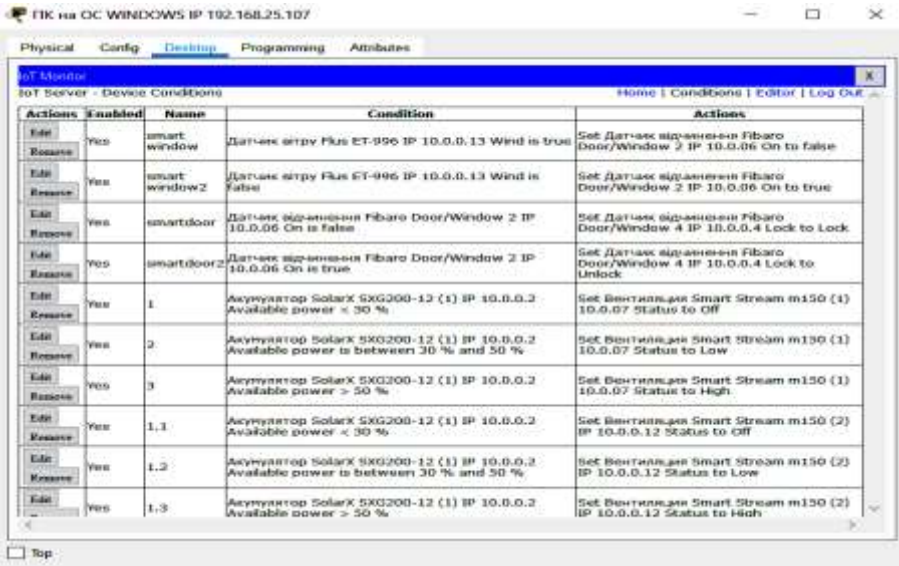 ПК на ОС WINDOWS IP 192.168.25.107
Physical Config Desktop Programming Attributes
IoT Monitor X
IoT Server - Device Conditions Home | Conditions | Editor | Log Out
Actions Enabled Name Condition Actions
Edit Remove Yes smart window Датчик вітру Plus ET-996 IP 10.0.0.13 Wind is true Set Датчик відчинення Fibaro Door/Window 2 IP 10.0.06 On to false
Edit Remove Yes smart window2 Датчик вітру Plus ET-996 IP 10.0.0.13 Wind is false Set Датчик відчинення Fibaro Door/Window 2 IP 10.0.06 On to true
Edit Remove Yes smartdoor Датчик відчинення Fibaro Door/Window 2 IP 10.0.06 On is false Set Датчик відчинення Fibaro Door/Window 4 IP 10.0.0.4 Lock to Lock
Edit Remove Yes smartdoor2 Датчик відчинення Fibaro Door/Window 2 IP 10.0.06 On is true Set Датчик відчинення Fibaro Door/Window 4 IP 10.0.0.4 Lock to Unlock
Edit Remove Yes 1 Акумулятор SolarX SXG200-12 (1) IP 10.0.0.2 Available power < 30 % Set Вентиляция Smart Stream m150 (1) 10.0.07 Status to Off
Edit Remove Yes 2 Акумулятор SolarX SXG200-12 (1) IP 10.0.0.2 Available power is between 30 % and 50 % Set Вентиляция Smart Stream m150 (1) 10.0.07 Status to Low
Edit Remove Yes 3 Акумулятор SolarX SXG200-12 (1) IP 10.0.0.2 Available power > 50 % Set Вентиляция Smart Stream m150 (1) 10.0.07 Status to High
Edit Remove Yes 1.1 Акумулятор SolarX SXG200-12 (1) IP 10.0.0.2 Available power < 30 % Set Вентиляция Smart Stream m150 (2) IP 10.0.0.12 Status to Off
Edit Remove Yes 1.2 Акумулятор SolarX SXG200-12 (1) IP 10.0.0.2 Available power is between 30 % and 50 % Set Вентиляция Smart Stream m150 (2) IP 10.0.0.12 Status to Low
Edit Yes 1.3 Акумулятор SolarX SXG200-12 (1) IP 10.0.0.2 Available power > 50 % Set Вентиляция Smart Stream m150 (2) IP 10.0.0.12 Status to High
Top